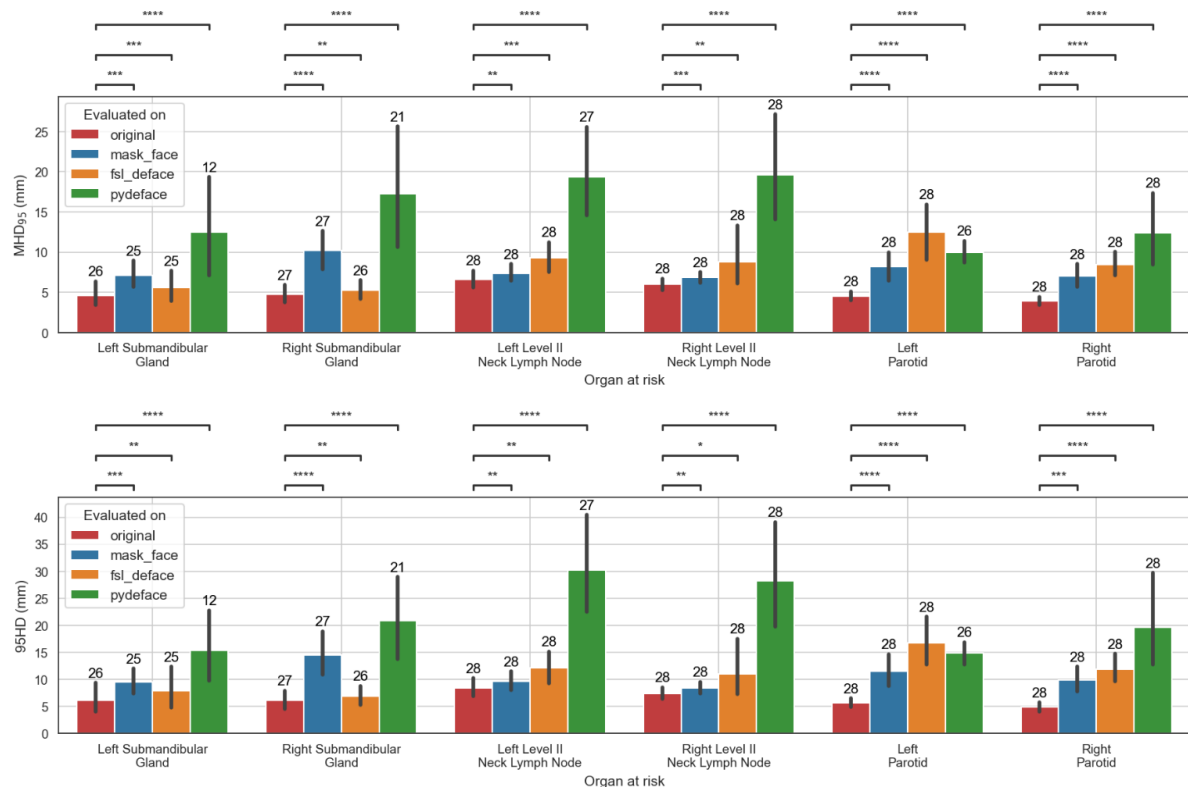 **** **** **** **** **** ****
*** ** *** ** **** ****
*** **** ** *** **** ****
MHD95 (mm)
25
20
15
10
5
0
Evaluated on
original
mask_face
fsl_deface
pydeface
26 25 25 12
27 27 26 21
28 28 28 27
28 28 28 28
28 28 28 26
28 28 28 28
Left Submandibular
Gland
Right Submandibular
Gland
Left Level II
Neck Lymph Node
Right Level II
Neck Lymph Node
Left
Parotid
Right
Parotid
Organ at risk
**** **** **** **** **** ****
** ** ** * **** ****
*** **** ** ** **** ***
95HD (mm)
40
35
30
25
20
15
10
5
0
Evaluated on
original
mask_face
fsl_deface
pydeface
26 25 25 12
27 27 26 21
28 28 28 27
28 28 28 28
28 28 28 26
28 28 28 28
Left Submandibular
Gland
Right Submandibular
Gland
Left Level II
Neck Lymph Node
Right Level II
Neck Lymph Node
Left
Parotid
Right
Parotid
Organ at risk